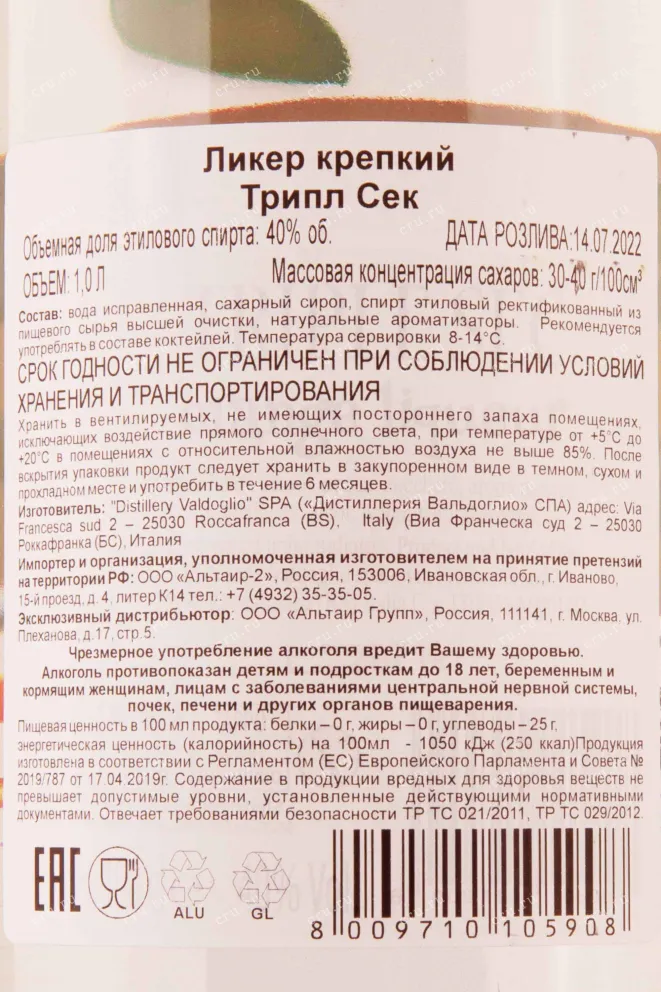 Ликер крепкий
Трипл Сек
Объемная доля этилового спирта: 40% об. ДАТА РОЗЛИВА:14.07.2022
ОБЪЕМ: 1,0 Л Массовая концентрация сахаров: 30-40 г/100см³
Состав: вода исправленная, сахарный сироп, спирт этиловый ректификованный из
пищевого сырья высшей очистки, натуральные ароматизаторы. Рекомендуется
употреблять в составе коктейлей. Температура сервировки 8-14°С.
СРОК ГОДНОСТИ НЕ ОГРАНИЧЕН ПРИ СОБЛЮДЕНИИ УСЛОВИЙ
ХРАНЕНИЯ И ТРАНСПОРТИРОВАНИЯ
Хранить в вентилируемых, не имеющих постороннего запаха помещениях,
исключающих воздействие прямого солнечного света, при температуре от +5°С до
+20°С в помещениях с относительной влажностью воздуха не выше 85%. После
вскрытия упаковки продукт следует хранить в закупоренном виде в темном, сухом и
прохладном месте и употребить в течение 6 месяцев.
Изготовитель: "Distillery Valdoglio" SPA («Дистиллерия Вальдоглио» СПА) адрес: Via
Francesca sud 2 – 25030 Roccafranca (BS), Italy (Виа Франческа суд 2 – 25030
Роккафранка (БС), Италия
Импортер и организация, уполномоченная изготовителем на принятие претензий
на территории РФ: ООО «Альтаир-2», Россия, 153006, Ивановская обл., г. Иваново,
15-й проезд, д. 4, литер К14 тел.: +7 (4932) 35-35-05.
Эксклюзивный дистрибьютор: ООО «Альтаир Групп», Россия, 111141, г. Москва, ул.
Плеханова, д.17, стр.5.
Чрезмерное употребление алкоголя вредит Вашему здоровью.
Алкоголь противопоказан детям и подросткам до 18 лет, беременным и
кормящим женщинам, лицам с заболеваниями центральной нервной системы,
почек, печени и других органов пищеварения.
Пищевая ценность в 100 мл продукта: белки – 0 г, жиры – 0 г, углеводы – 25 г,
энергетическая ценность (калорийность) на 100мл - 1050 кДж (250 ккал)Продукция
изготовлена в соответствии с Регламентом (ЕС) Европейского Парламента и Совета №
2019/787 от 17.04.2019г. Содержание в продукции вредных для здоровья веществ не
превышает допустимые уровни, установленные действующими нормативными
документами. Отвечает требованиями безопасности ТР ТС 021/2011, ТР ТС 029/2012.
EAC
ALU GL
8 009710 105908
cru.ru